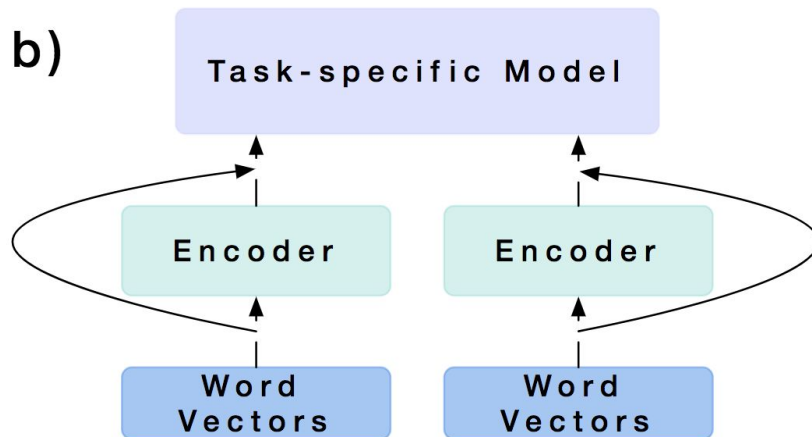 b)
Task-specific Model
Encoder
Encoder
Word
Vectors
Word
Vectors